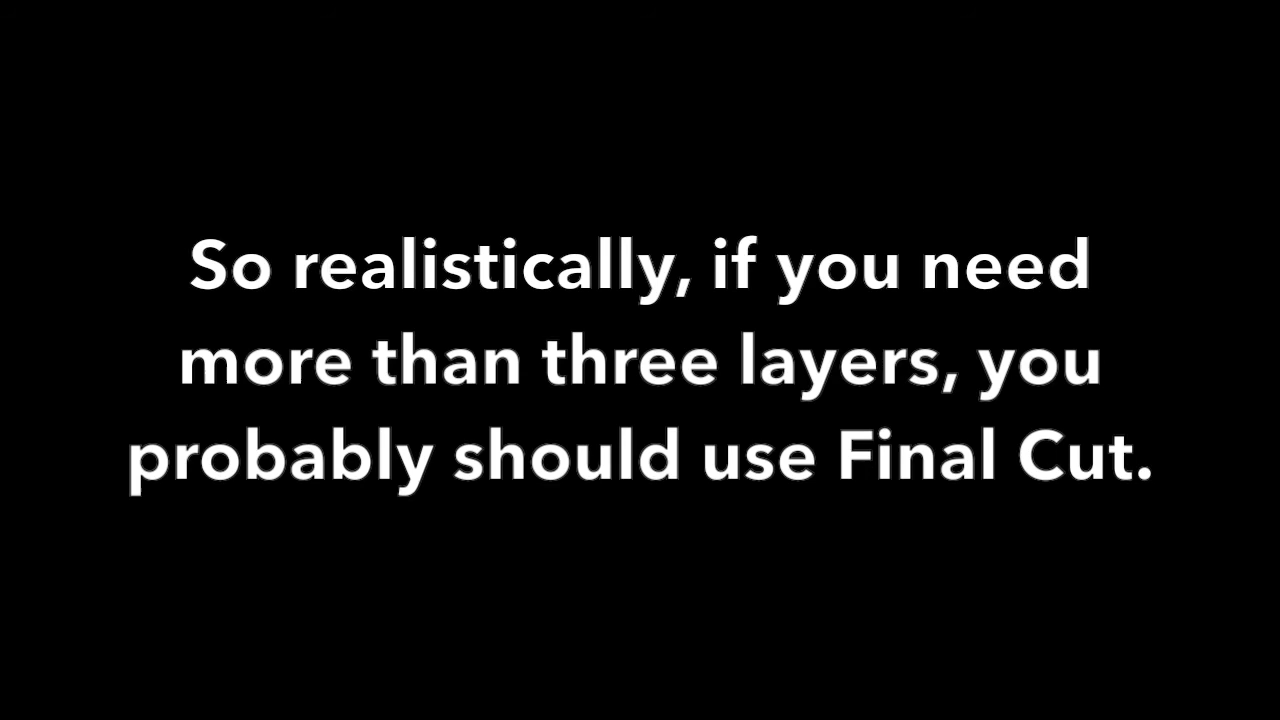 So realistically, if you need
more than three layers, you
probably should use Final Cut.